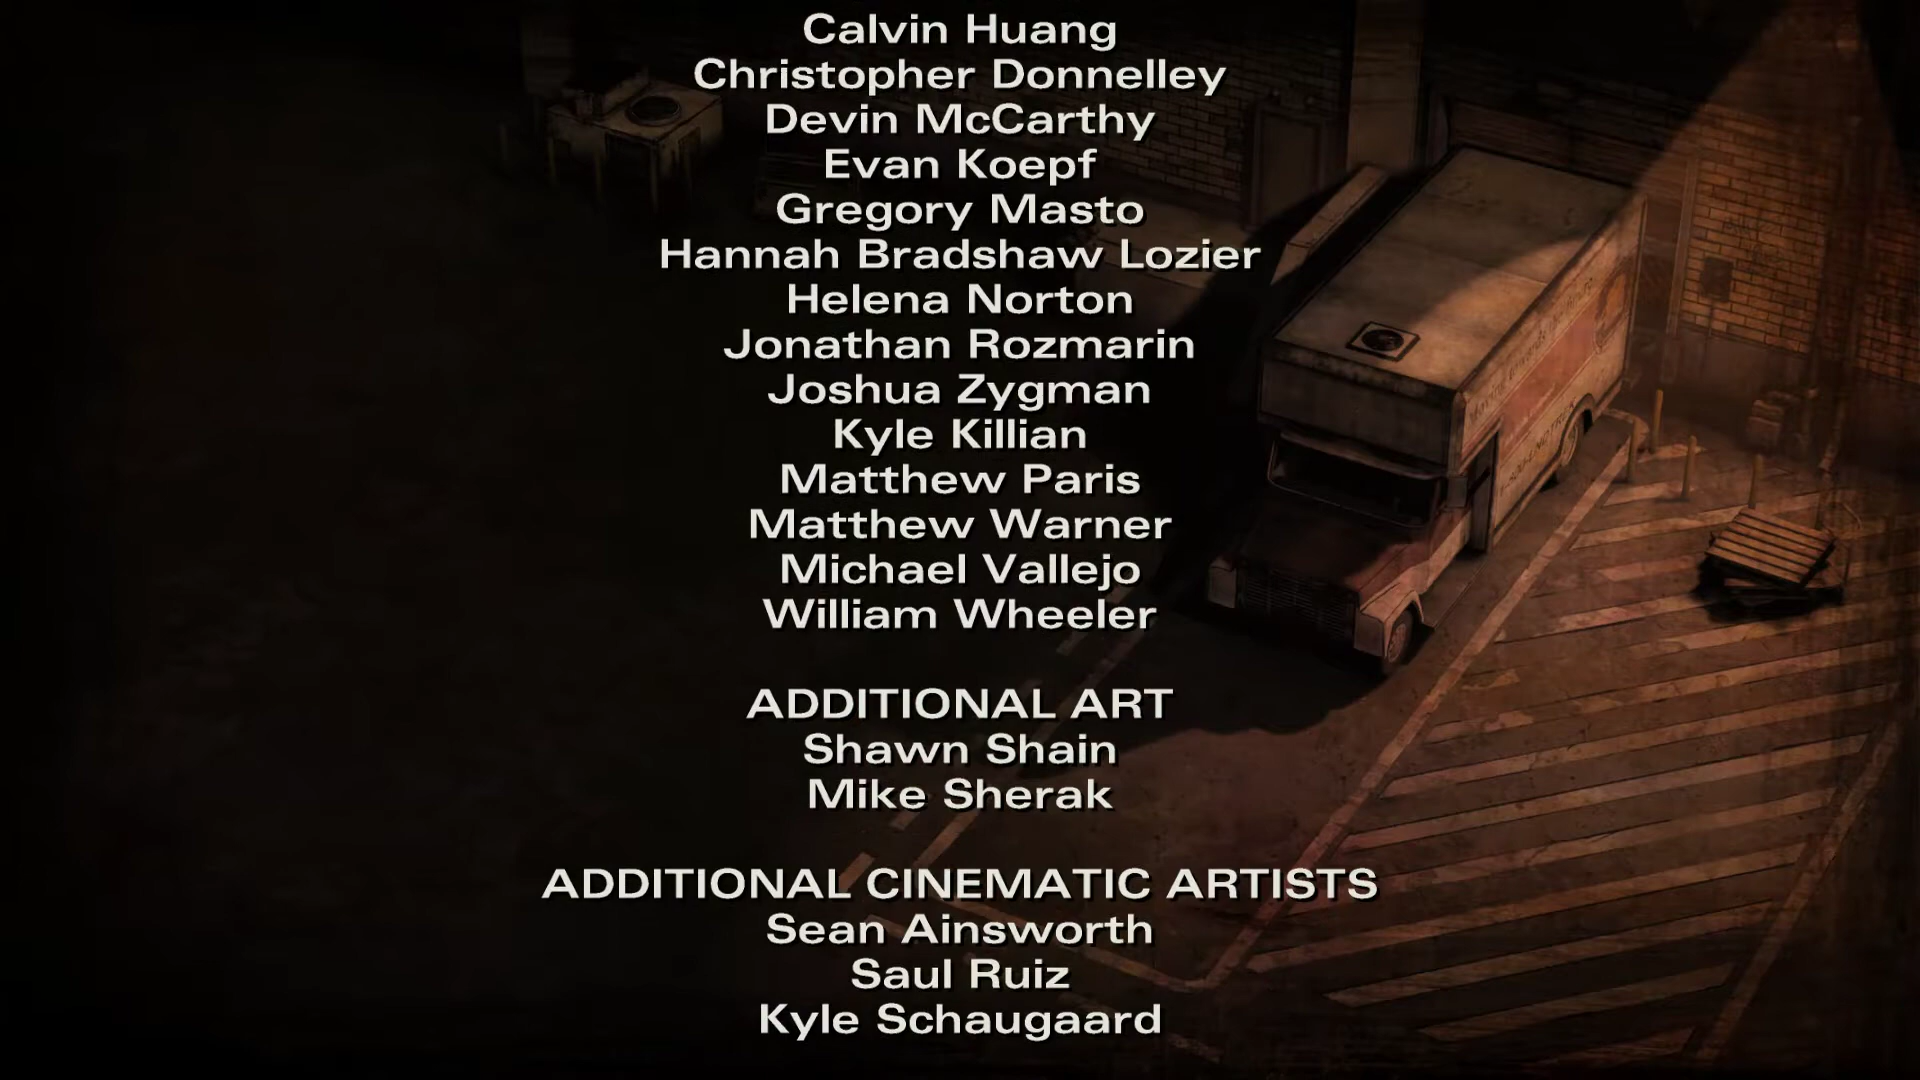 Calvin Huang
Christopher Donnelley
Devin McCarthy
Evan Koepf
Gregory Masto
Hannah Bradshaw Lozier
Helena Norton
Jonathan Rozmarin
Joshua Zygman
Kyle Killian
Matthew Paris
Matthew Warner
Michael Vallejo
William Wheeler
ADDITIONAL ART
Shawn Shain
Mike Sherak
ADDITIONAL CINEMATIC ARTISTS
Sean Ainsworth
Saul Ruiz
Kyle Schaugaard